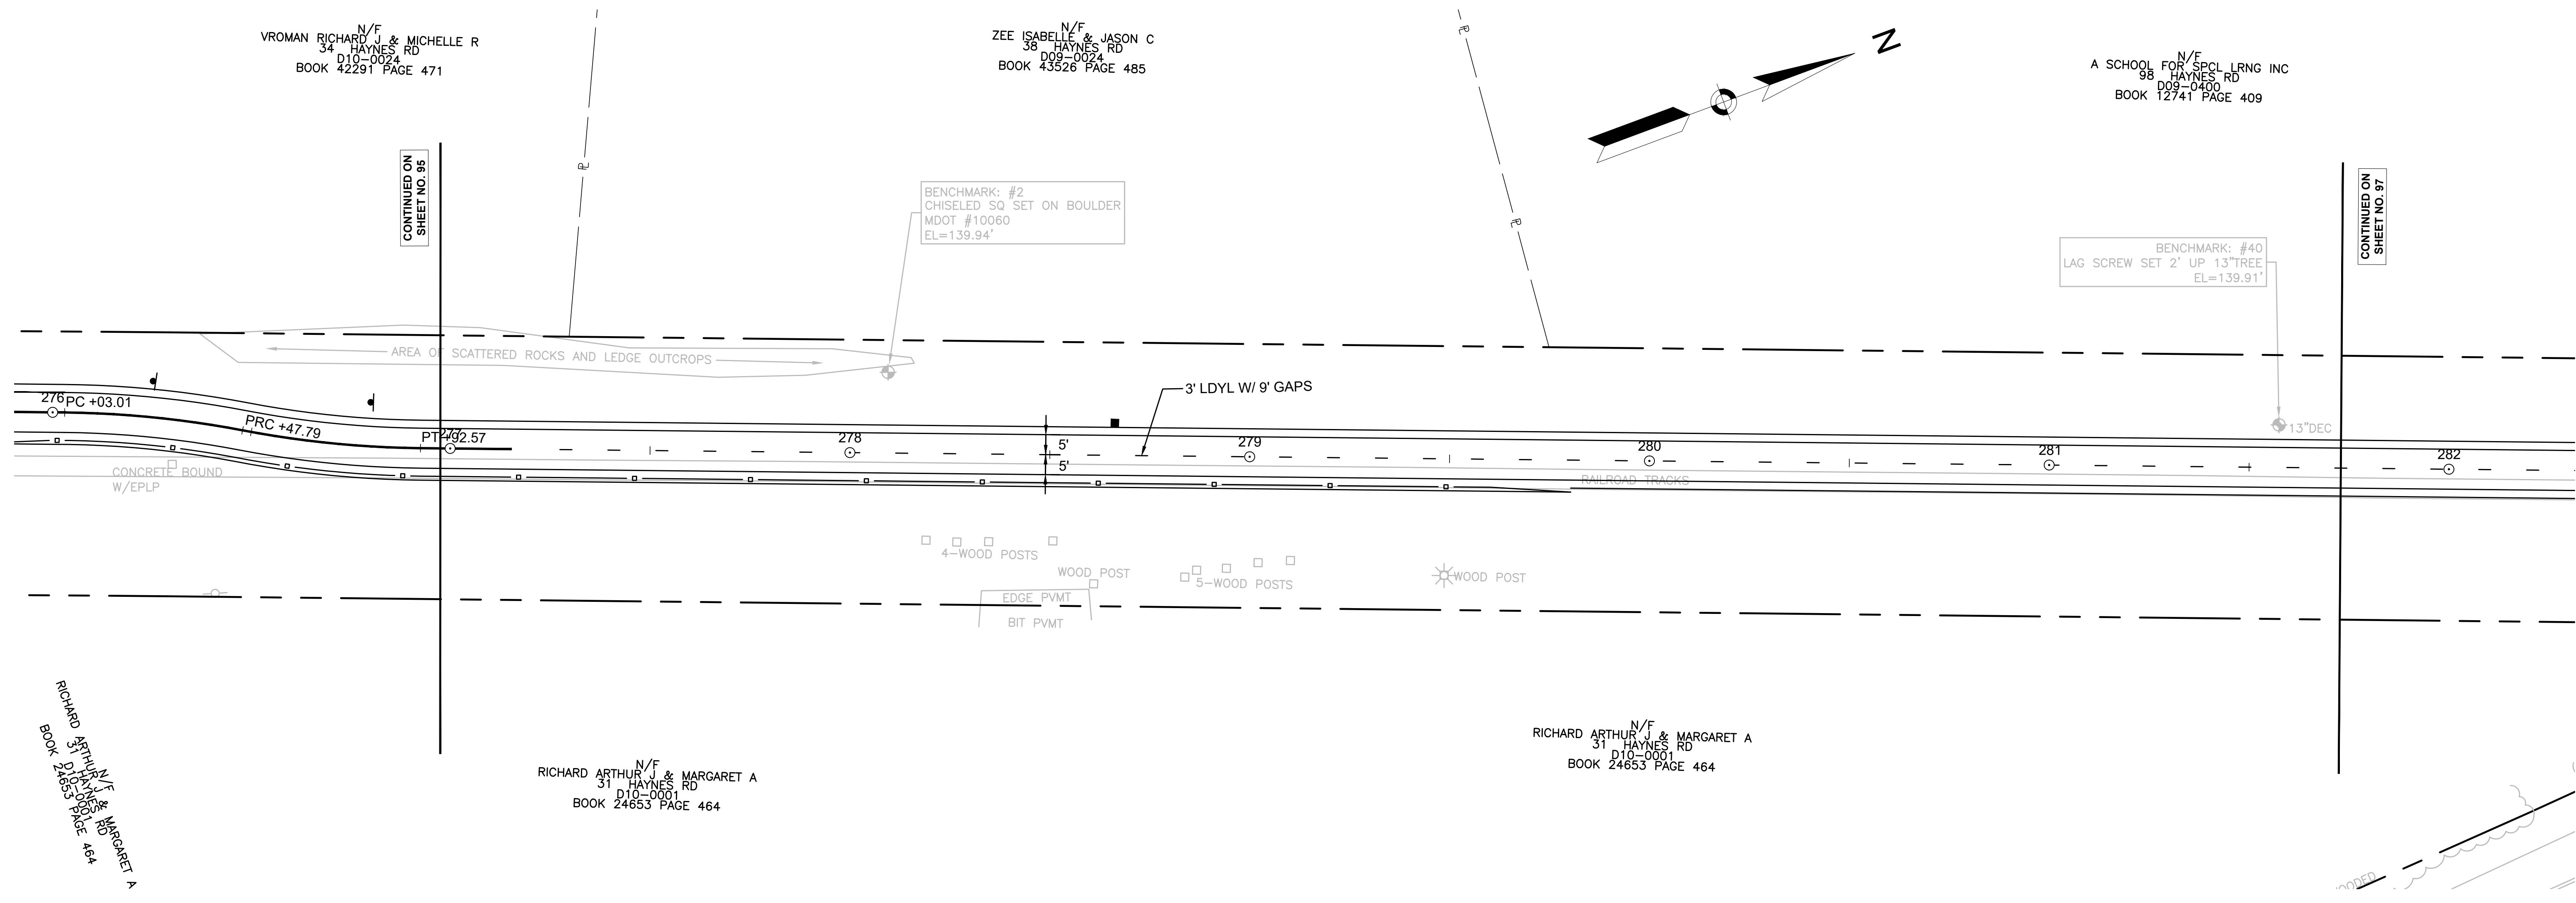 N/F
VROMAN RICHARD J & MICHELLE R
34 HAYNES RD
D10-0024
BOOK 42291 PAGE 471
N/F
ZEE ISABELLE & JASON C
38 HAYNES RD
D09-0024
BOOK 43526 PAGE 485
N
N/F
A SCHOOL FOR SPCL LRNG INC
98 HAYNES RD
D09-0400
BOOK 12741 PAGE 409
PL
PL
PL
CONTINUED ON
SHEET NO. 95
BENCHMARK: #2
CHISELED SQ SET ON BOULDER
MDOT #10060
EL=139.94'
BENCHMARK: #40
LAG SCREW SET 2' UP 13"TREE
EL=139.91'
CONTINUED ON
SHEET NO. 97
AREA OF SCATTERED ROCKS AND LEDGE OUTCROPS
3' LDYL W/ 9' GAPS
276
PC +03.01
PRC +47.79
277
PT +92.57
278
5'
5'
279
280
281
282
13"DEC
CONCRETE BOUND
W/EPLP
RAILROAD TRACKS
4-WOOD POSTS
WOOD POST
5-WOOD POSTS
WOOD POST
EDGE PVMT
BIT PVMT
N/F
RICHARD ARTHUR J & MARGARET A
31 HAYNES RD
D10-0001
BOOK 24653 PAGE 464
N/F
RICHARD ARTHUR J & MARGARET A
31 HAYNES RD
D10-0001
BOOK 24653 PAGE 464
N/F
RICHARD ARTHUR J & MARGARET A
31 HAYNES RD
D10-0001
BOOK 24653 PAGE 464